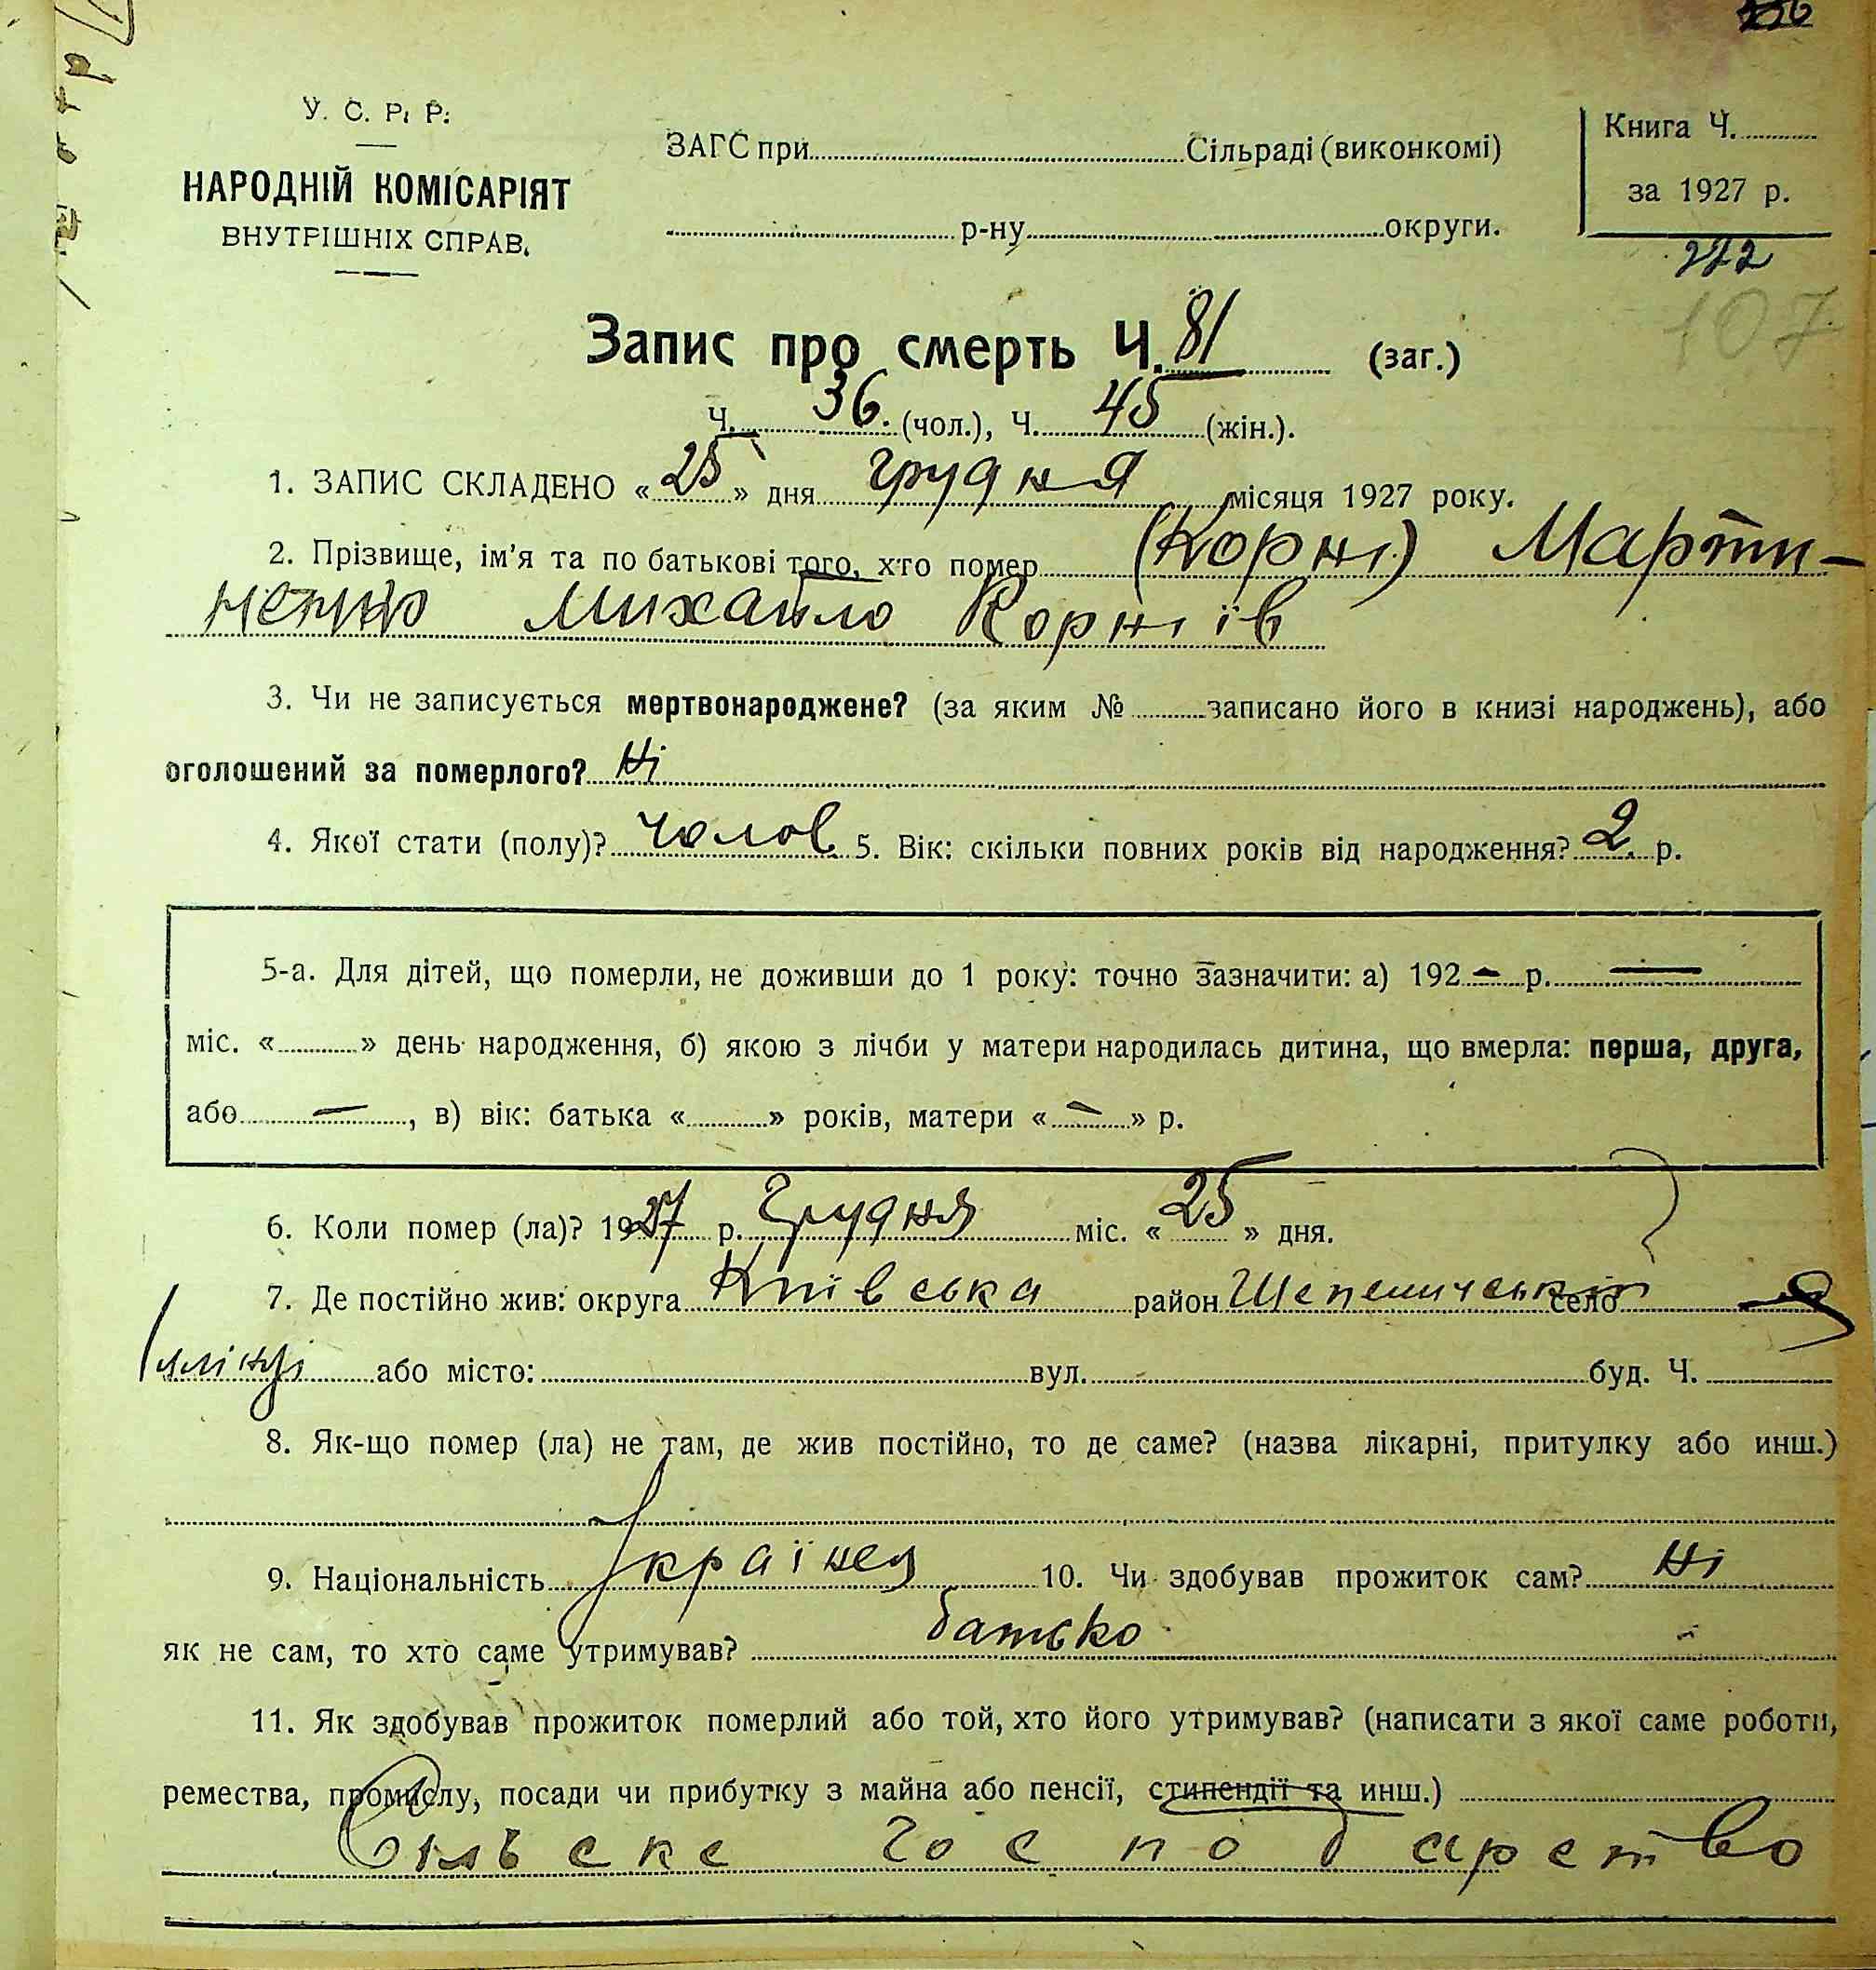 У. С. Р. Р.
НАРОДНІЙ КОМІСАРІЯТ
ВНУТРІШНІХ СПРАВ.
ЗАГС при Сільраді (виконкомі)
р-ну округи.
Книга Ч.
за 1927 р.
222
107
Запис про смерть Ч. 81 (заг.)
Ч. 36. (чол.), Ч. 45 (жін.).
1. ЗАПИС СКЛАДЕНО « 25 » дня грудня місяця 1927 року.
2. Прізвище, ім'я та по батькові того, хто помер (Корні) Марти-
ненко Михайло Корніїв
3. Чи не записується мертвонароджене? (за яким № записано його в книзі народжень), або
оголошений за померлого? Ні
4. Якої стати (полу)? чолов. 5. Вік: скільки повних років від народження? 2 р.
5-а. Для дітей, що померли, не доживши до 1 року: точно зазначити: а) 192 — р. —
міс. « » день народження, б) якою з лічби у матери народилась дитина, що вмерла: перша, друга,
або —, в) вік: батька « » років, матери « — » р.
6. Коли помер (ла)? 1927 р. Грудня міс. « 25 » дня.
7. Де постійно жив: округа Київська район Шепелический село
або місто: вул. буд. Ч.
8. Як-що помер (ла) не там, де жив постійно, то де саме? (назва лікарні, притулку або инш.)
9. Національність Українец 10. Чи здобував прожиток сам? Ні
як не сам, то хто саме утримував? батько
11. Як здобував прожиток померлий або той, хто його утримував? (написати з якої саме роботи,
ремества, промислу, посади чи прибутку з майна або пенсії, стипендії та инш.)
Сільске господарство